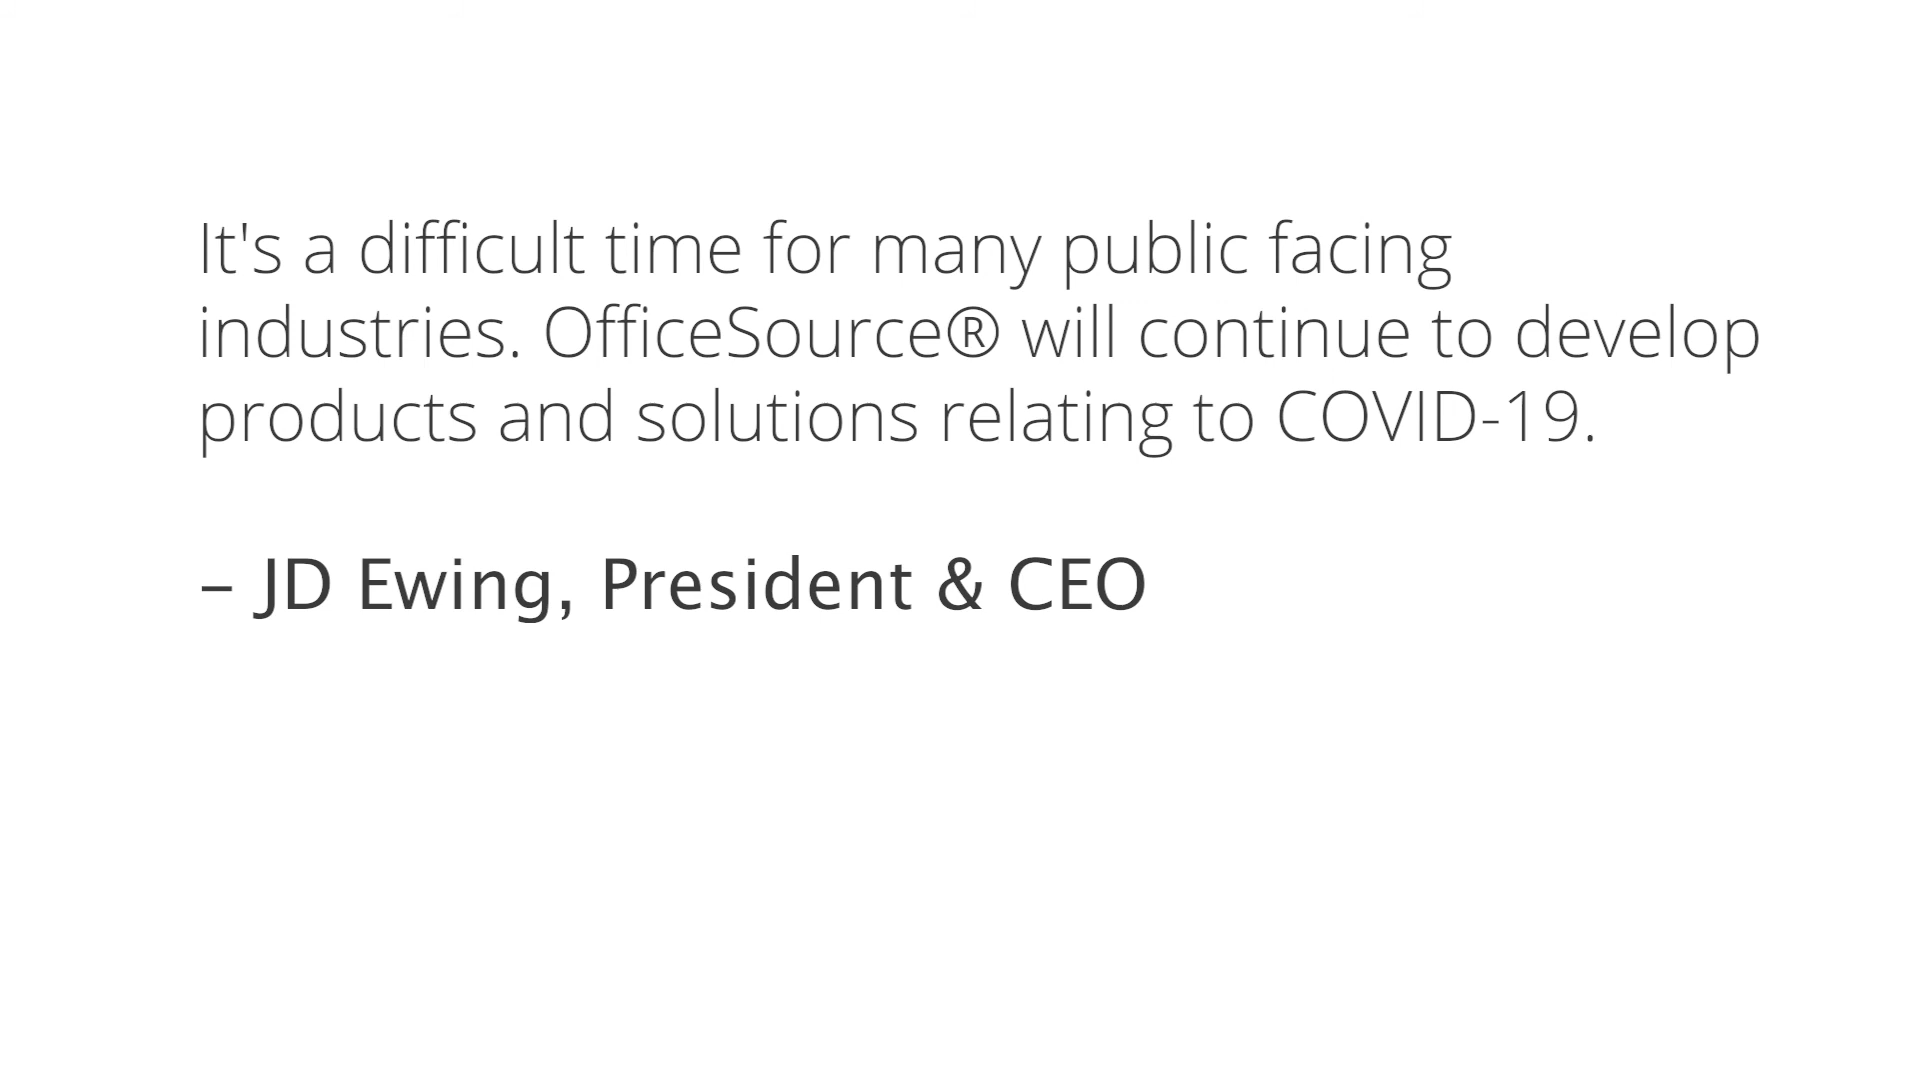 It's a difficult time for many public facing
industries. OfficeSource® will continue to develop
products and solutions relating to COVID-19.
– JD Ewing, President & CEO